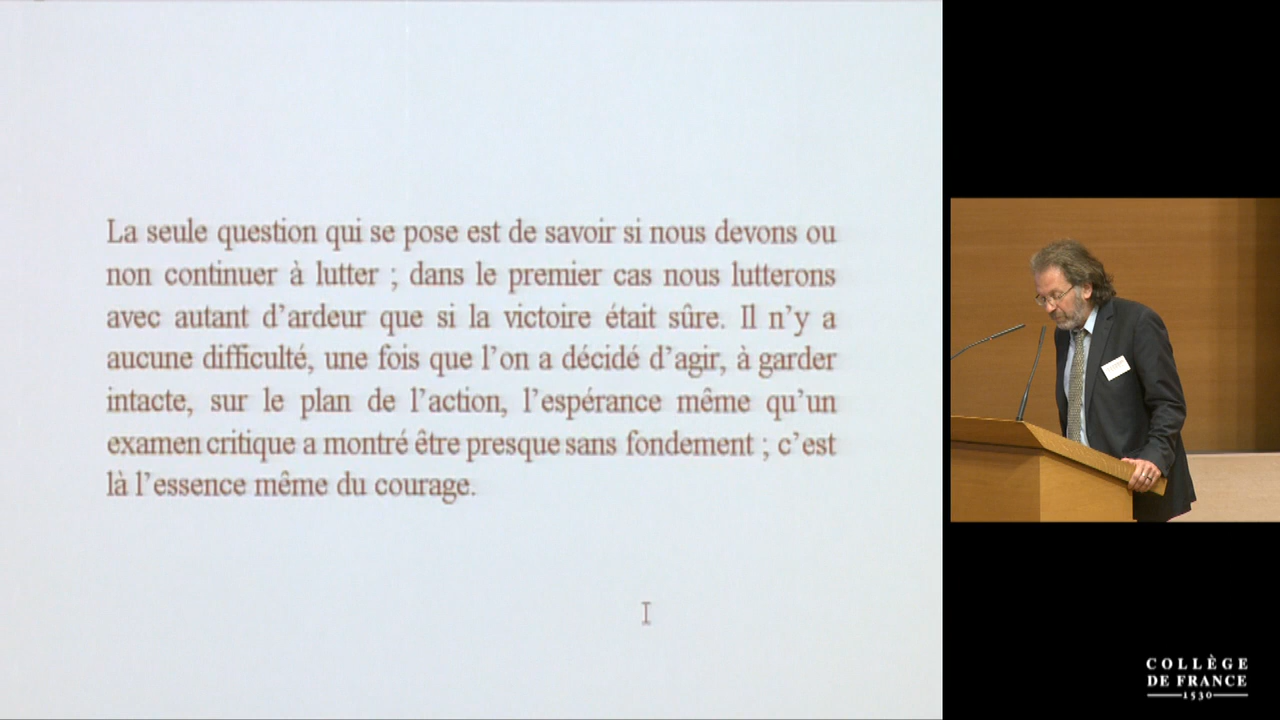 La seule question qui se pose est de savoir si nous devons ou
non continuer à lutter ; dans le premier cas nous lutterons
avec autant d’ardeur que si la victoire était sûre. Il n’y a
aucune difficulté, une fois que l’on a décidé d’agir, à garder
intacte, sur le plan de l’action, l’espérance même qu’un
examen critique a montré être presque sans fondement ; c’est
là l’essence même du courage.
COLLÈGE
DE FRANCE
1530